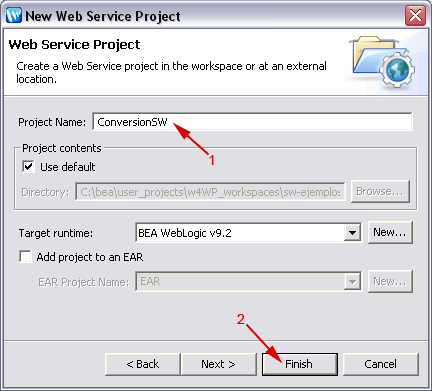 New Web Service Project
Web Service Project
Create a Web Service project in the workspace or at an external
location.
Project Name: ConversionSW
1
Project contents
Use default
Directory: C:\bea\user_projects\w4WP_workspaces\sw-ejemplos Browse...
Target runtime: BEA WebLogic v9.2 New...
Add project to an EAR
EAR Project Name: EAR New...
2
< Back Next > Finish Cancel